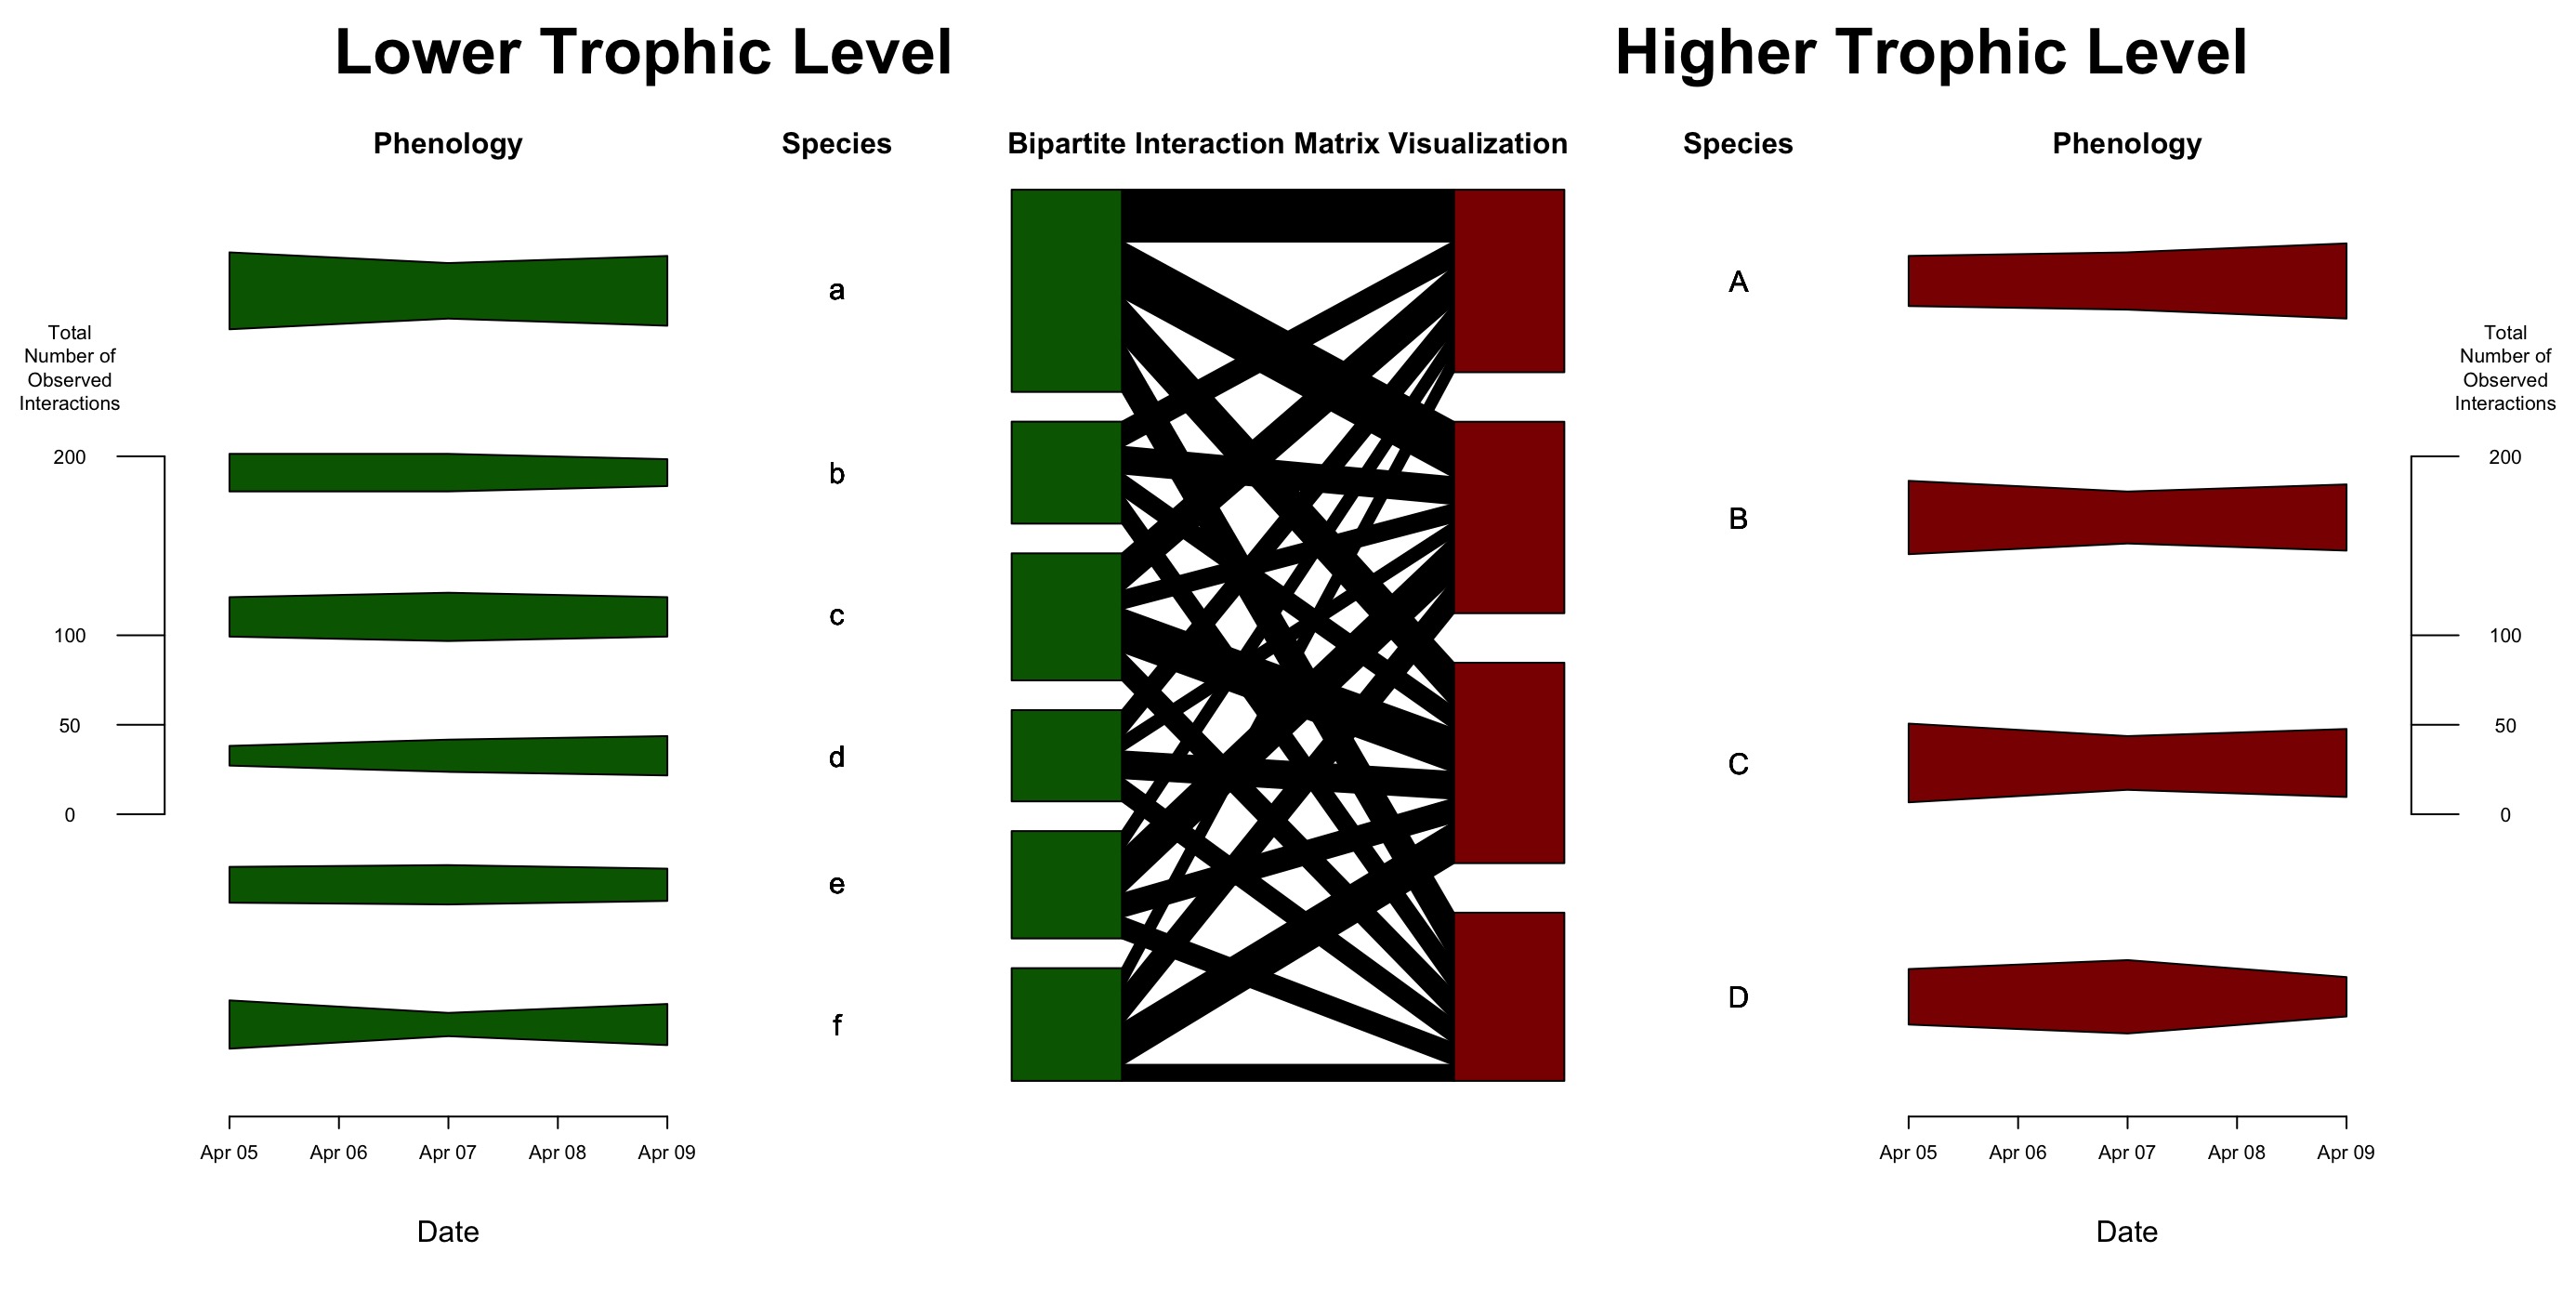 Lower Trophic Level
Higher Trophic Level
Phenology
Species
Bipartite Interaction Matrix Visualization
Species
Phenology
Total
Number of
Observed
Interactions
200
100
50
0
a
b
c
d
e
f
Apr 05 Apr 06 Apr 07 Apr 08 Apr 09
Date
A
B
C
D
Total
Number of
Observed
Interactions
200
100
50
0
Apr 05 Apr 06 Apr 07 Apr 08 Apr 09
Date